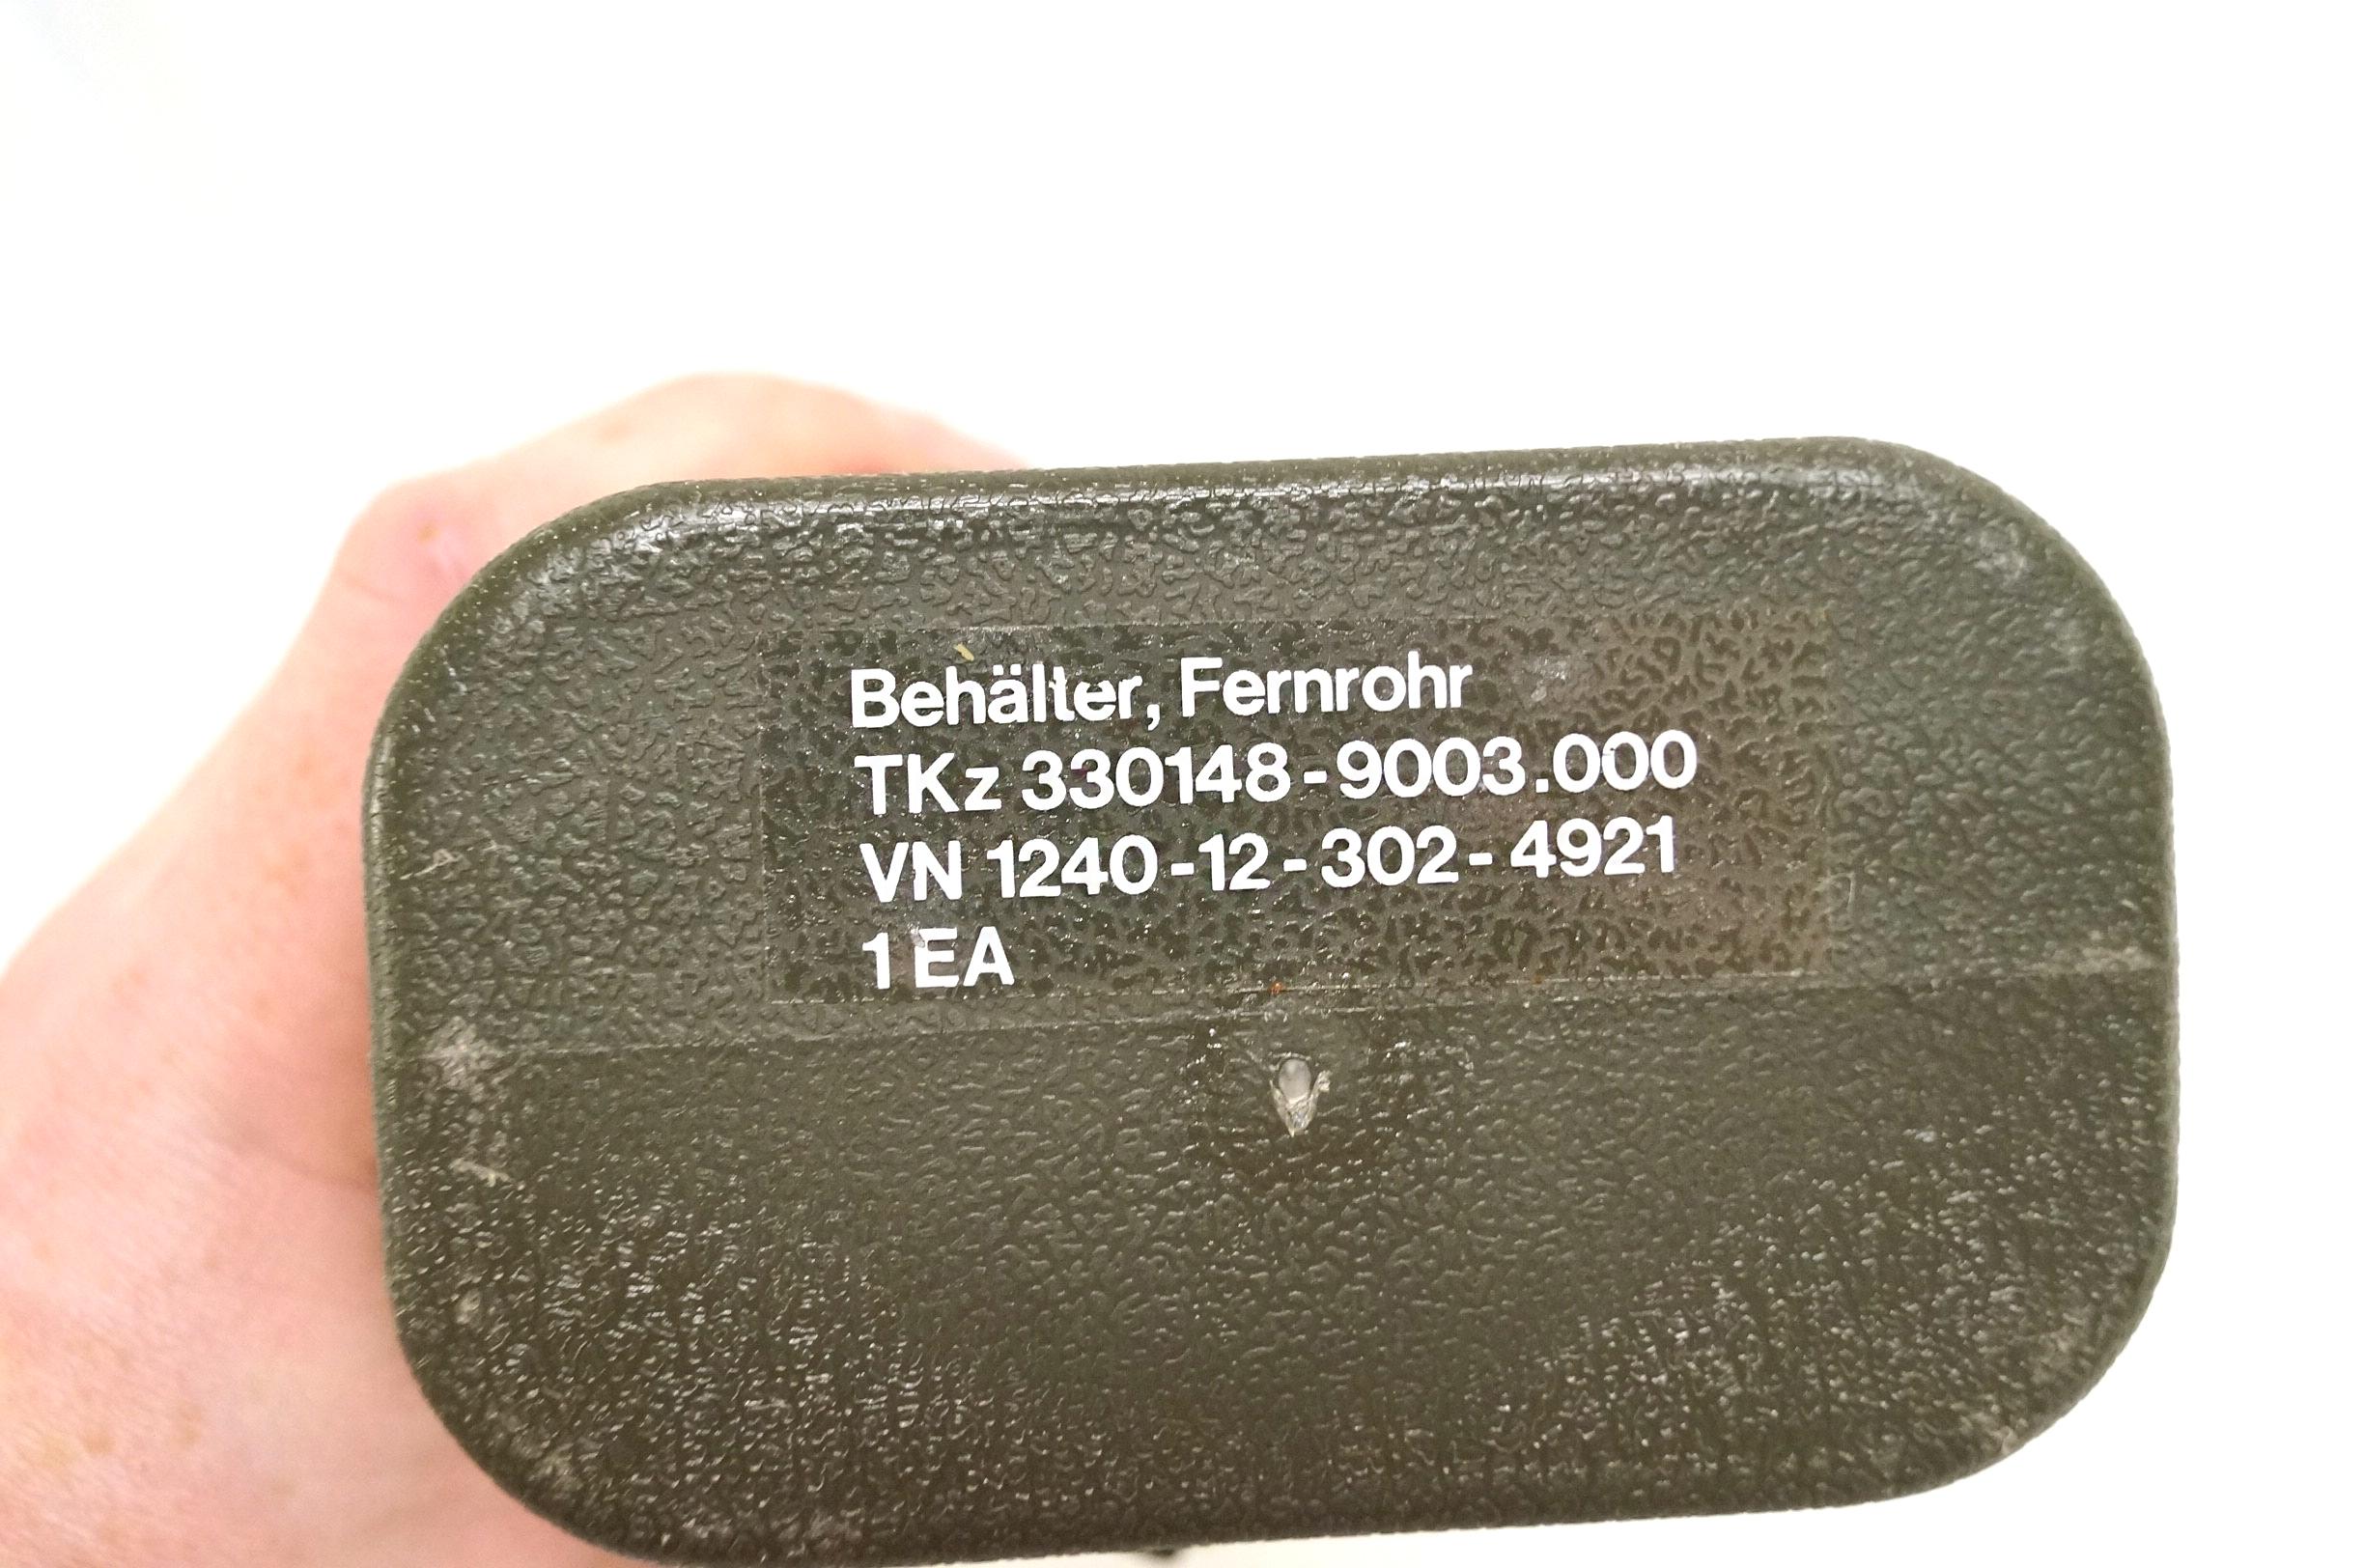 Behälter, Fernrohr
TKz 330148-9003.000
VN 1240-12-302-4921
1 EA